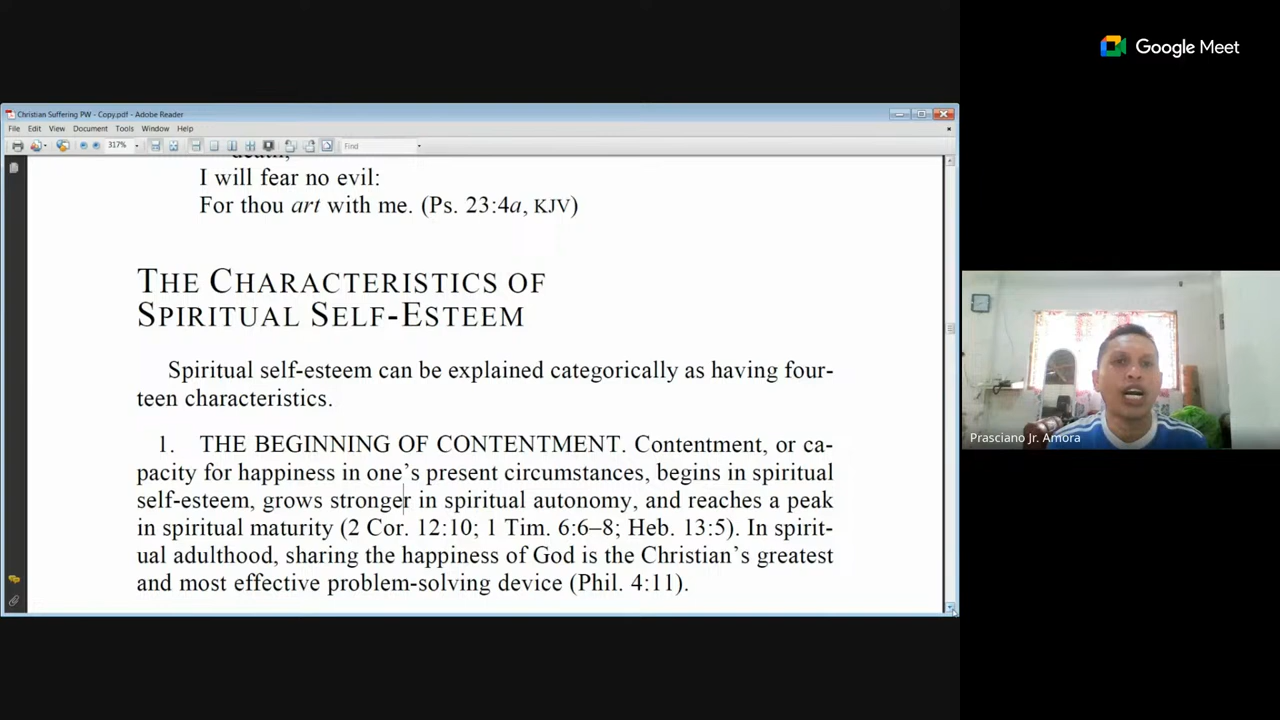 Google Meet
Christian Suffering PW - Copy.pdf - Adobe Reader
File Edit View Document Tools Window Help
317% Find
death,
I will fear no evil:
For thou art with me. (Ps. 23:4a, KJV)
THE CHARACTERISTICS OF
SPIRITUAL SELF-ESTEEM
Spiritual self-esteem can be explained categorically as having four-
teen characteristics.
1. THE BEGINNING OF CONTENTMENT. Contentment, or ca-
pacity for happiness in one’s present circumstances, begins in spiritual
self-esteem, grows stronger in spiritual autonomy, and reaches a peak
in spiritual maturity (2 Cor. 12:10; 1 Tim. 6:6–8; Heb. 13:5). In spirit-
ual adulthood, sharing the happiness of God is the Christian’s greatest
and most effective problem-solving device (Phil. 4:11).
Prasciano Jr. Amora